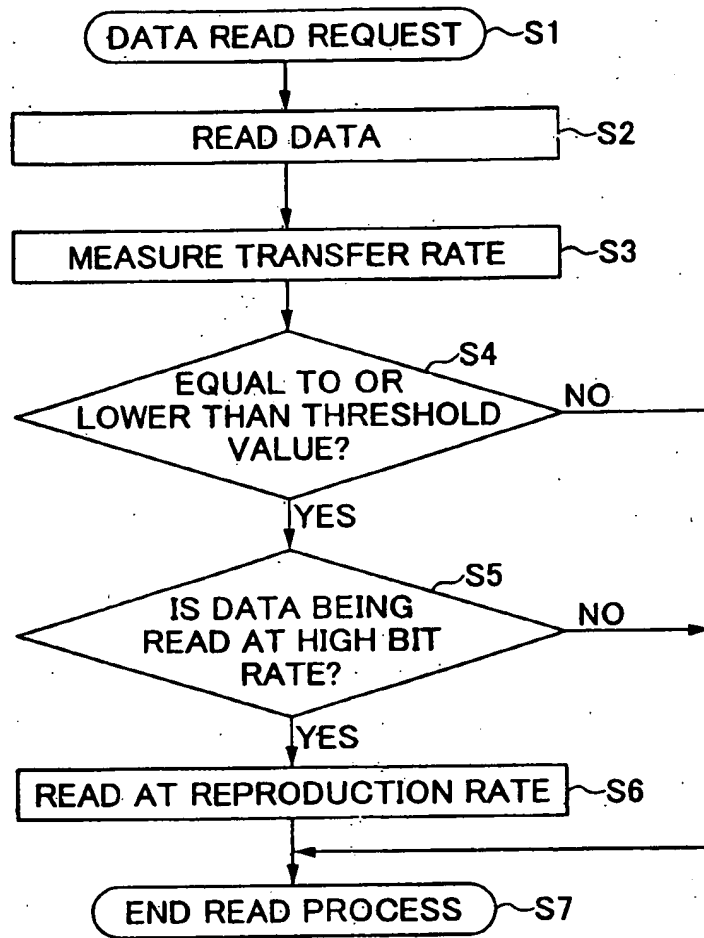 DATA READ REQUEST S1
READ DATA S2
MEASURE TRANSFER RATE S3
S4
EQUAL TO OR
LOWER THAN THRESHOLD
VALUE?
NO
YES
S5
IS DATA BEING
READ AT HIGH BIT
RATE?
NO
YES
READ AT REPRODUCTION RATE S6
END READ PROCESS S7